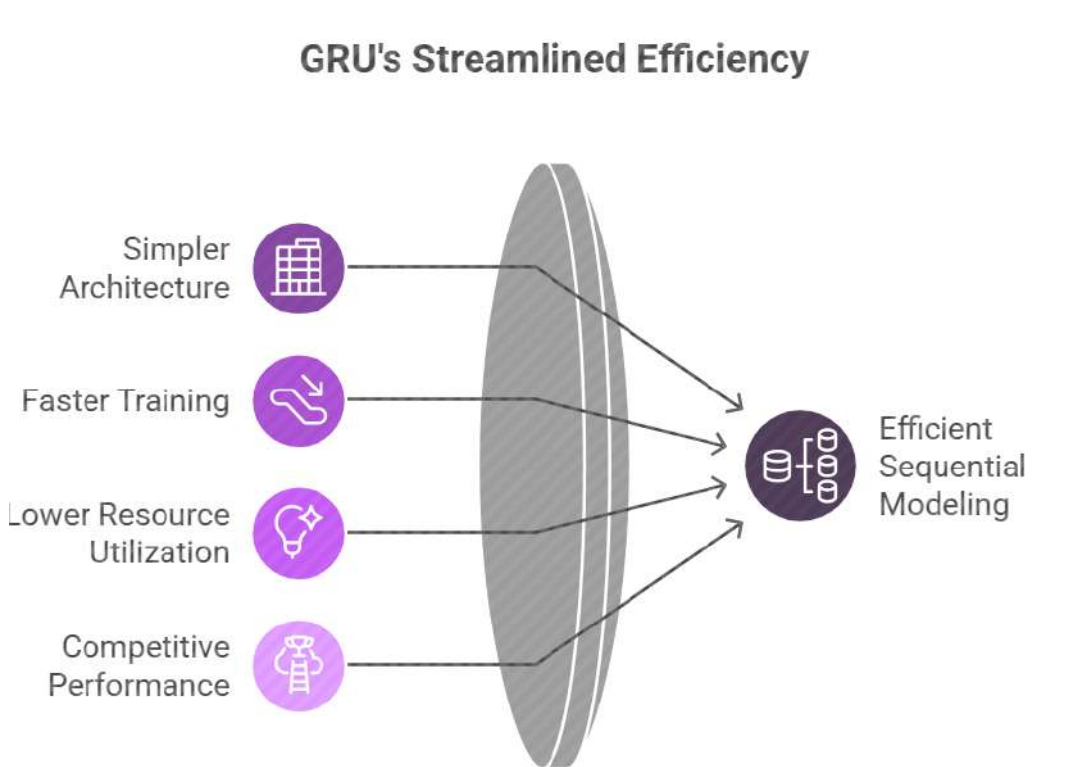 GRU's Streamlined Efficiency
Simpler
Architecture
Faster Training
Lower Resource
Utilization
Competitive
Performance
Efficient
Sequential
Modeling